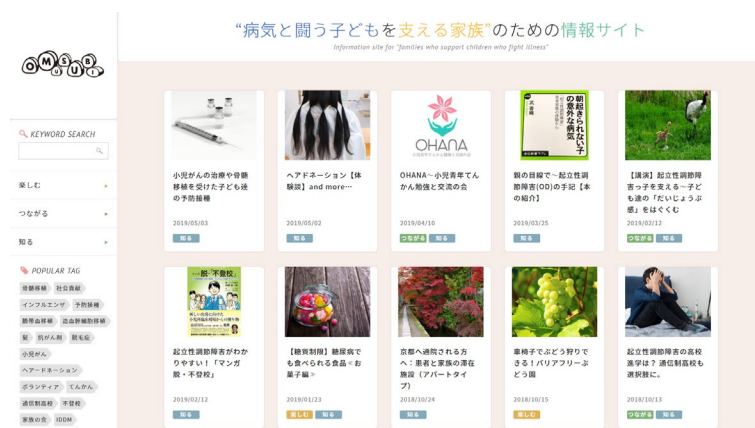 OMUSUBI
KEYWORD SEARCH
楽しむ
つながる
知る
POPULAR TAG
骨髄移植 社会貢献
インフルエンザ 予防接種
臍帯血移植 造血幹細胞移植
髪 抗がん剤 脱毛症
小児がん
ヘアドネーション
ボランティア てんかん
通信制高校 不登校
家族の会 IDDM
“病気と闘う子どもを支える家族”のための情報サイト
Information site for "families who support children who fight illness"
小児がんの治療や骨髄
移植を受けた子ども達
の予防接種
2019/05/03
知る
ヘアドネーション【体
験談】and more…
2019/05/02
知る
OHANA
OHANA～小児青年てん
かん勉強と交流の会
2019/04/10
つながる 知る
朝起きられない子
の意外な病気
親の目線で～起立性調
節障害(OD)の手記【本
の紹介】
2019/03/25
知る
【講演】起立性調節障
害っ子を支える～子ど
も達の「だいじょうぶ
感」をはぐくむ
2019/02/12
つながる 知る
脱「不登校」
起立性調節障害がわか
りやすい！「マンガ
脱・不登校」
2019/02/12
知る
【糖質制限】糖尿病で
も食べられる食品＜お
菓子編＞
2019/01/23
楽しむ 知る
京都へ通院される方
へ：患者と家族の滞在
施設（アパートタイ
プ）
2018/10/24
知る
車椅子でぶどう狩りで
きる！バリアフリーぶ
どう園
2018/10/15
楽しむ
起立性調節障害の高校
進学は？ 通信制高校も
選択肢に。
2018/10/13
つながる 知る